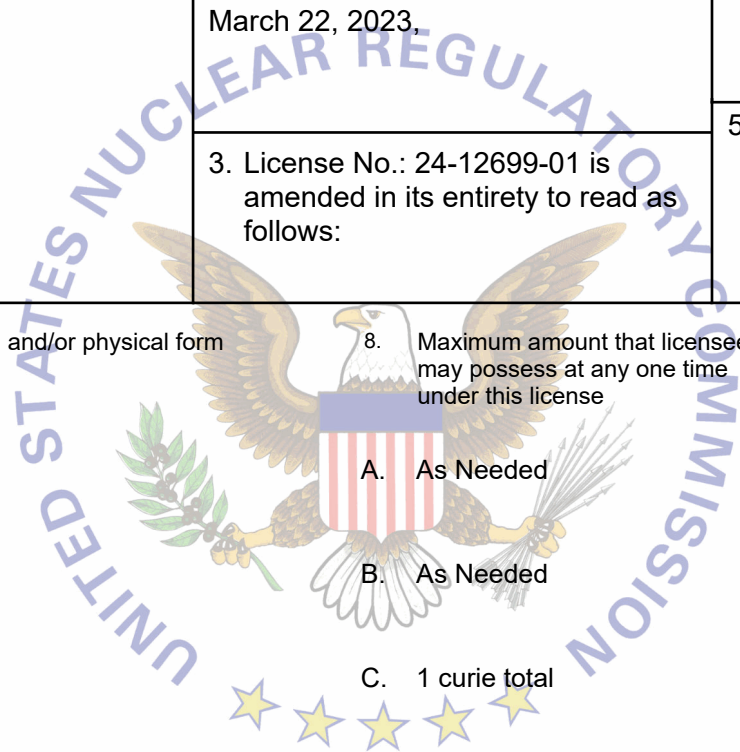 March 22, 2023,
5
3. License No.: 24-12699-01 is
amended in its entirety to read as
follows:
and/or physical form
8. Maximum amount that licensee
may possess at any one time
under this license
A. As Needed
B. As Needed
C. 1 curie total
UNITED STATES NUCLEAR REGULATORY COMMISSION